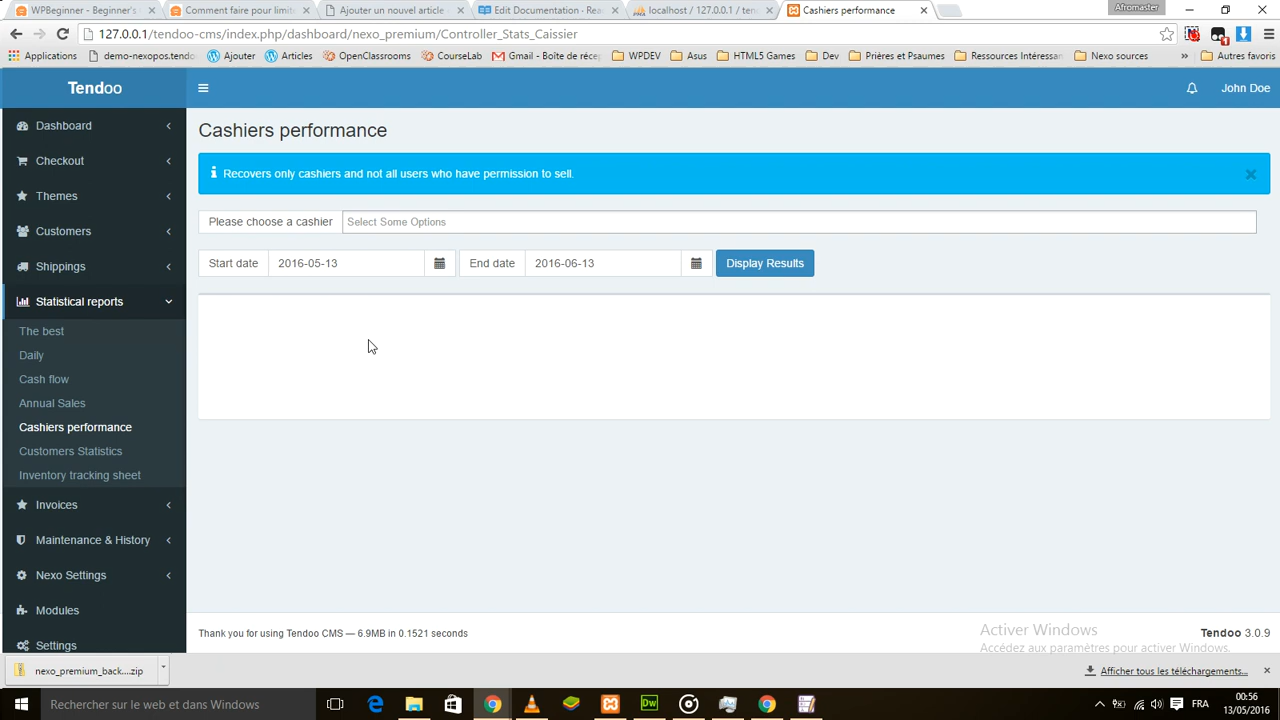 WPBeginner - Beginner's
Comment faire pour limit
Ajouter un nouvel article
Edit Documentation - Rea
localhost / 127.0.0.1 / tend
Cashiers performance
Afromaster
127.0.0.1/tendoo-cms/index.php/dashboard/nexo_premium/Controller_Stats_Caissier
Applications
demo-nexopos.tendo
Ajouter
Articles
OpenClassrooms
CourseLab
Gmail - Boîte de récep
WPDEV
Asus
HTML5 Games
Dev
Prières et Psaumes
Ressources Intéressan
Nexo sources
»
Autres favoris
Tendoo
John Doe
Dashboard
Checkout
Themes
Customers
Shippings
Statistical reports
The best
Daily
Cash flow
Annual Sales
Cashiers performance
Customers Statistics
Inventory tracking sheet
Invoices
Maintenance & History
Nexo Settings
Modules
Settings
Cashiers performance
Recovers only cashiers and not all users who have permission to sell.
Please choose a cashier
Select Some Options
Start date
2016-05-13
End date
2016-06-13
Display Results
Thank you for using Tendoo CMS — 6.9MB in 0.1521 seconds
Activer Windows
Accédez aux paramètres pour activer Windows.
Tendoo 3.0.9
nexo_premium_back....zip
Afficher tous les téléchargements...
Rechercher sur le web et dans Windows
Dw
FRA
00:56
13/05/2016